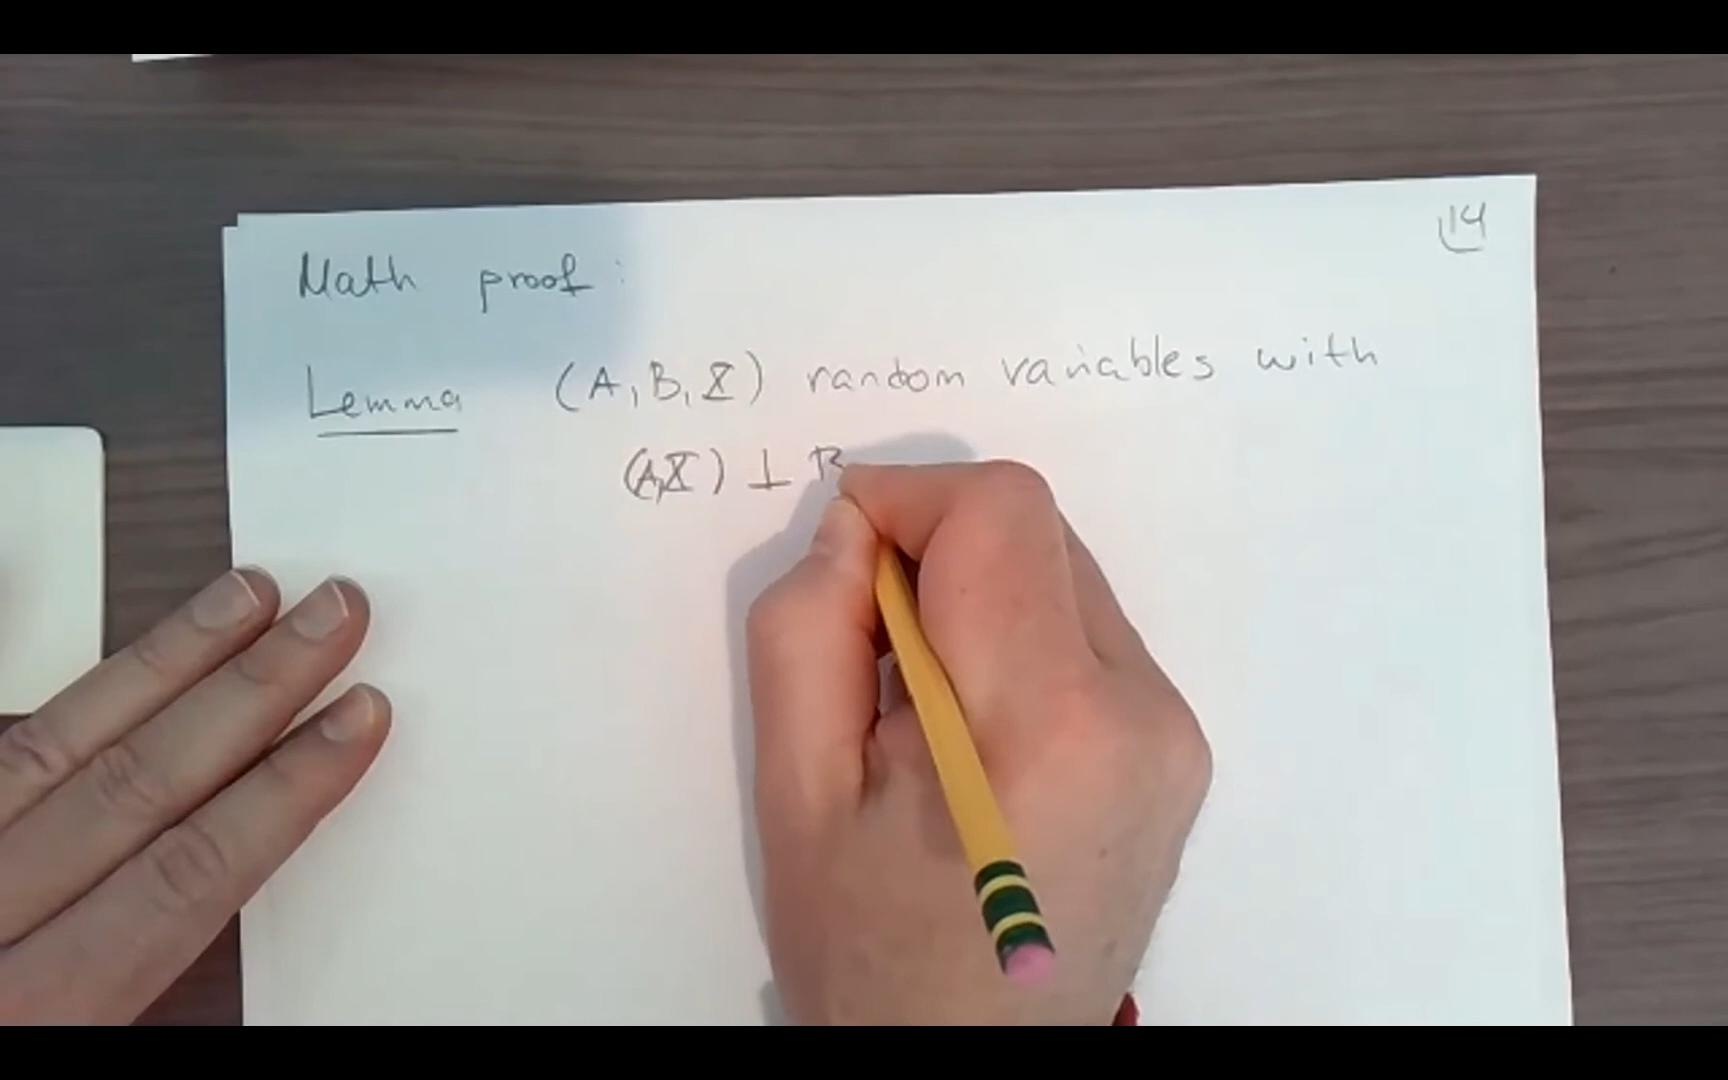 14
Math proof:
Lemma (A, B, X) random variables with
(A,X) ⊥ B